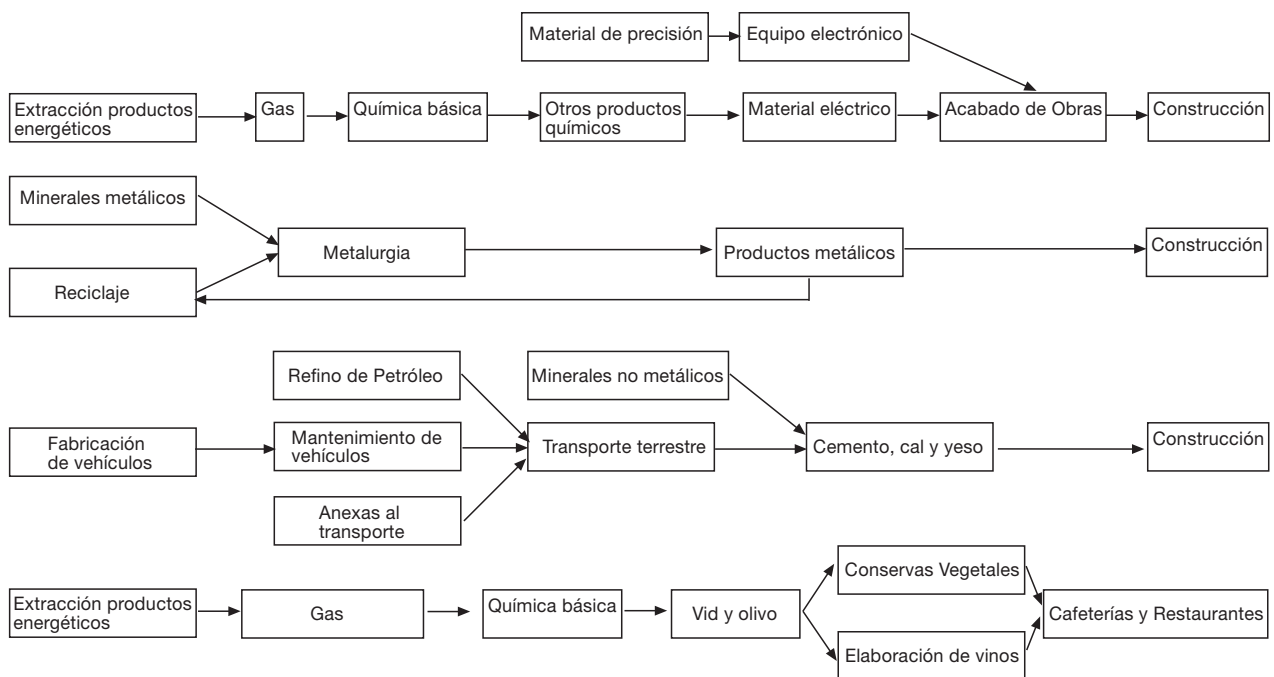 Material de precisión
Equipo electrónico
Extracción productos
energéticos
Gas
Química básica
Otros productos
químicos
Material eléctrico
Acabado de Obras
Construcción
Minerales metálicos
Metalurgia
Productos metálicos
Construcción
Reciclaje
Refino de Petróleo
Minerales no metálicos
Fabricación
de vehículos
Mantenimiento de
vehículos
Transporte terrestre
Cemento, cal y yeso
Construcción
Anexas al
transporte
Conservas Vegetales
Extracción productos
energéticos
Gas
Química básica
Vid y olivo
Cafeterías y Restaurantes
Elaboración de vinos